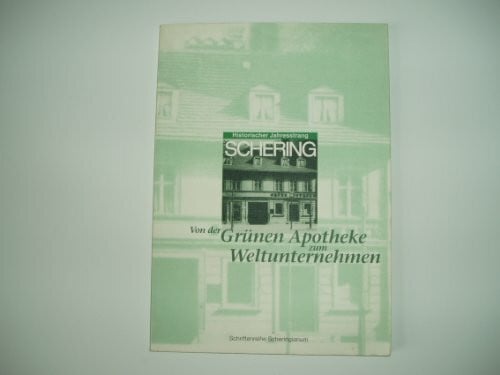 Historischer Jahresstrang
SCHERING
Von der
Grünen Apotheke
zum
Weltunternehmen
Schriftenreihe Scheringianum